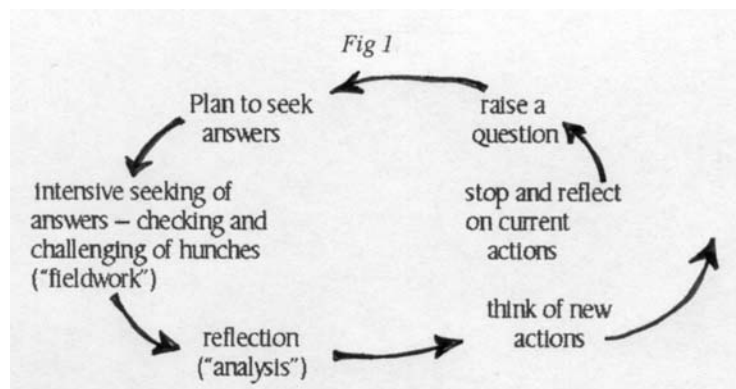 Fig 1
Plan to seek
answers
raise a
question
intensive seeking of
answers – checking and
challenging of hunches
("fieldwork")
stop and reflect
on current
actions
reflection
("analysis")
think of new
actions